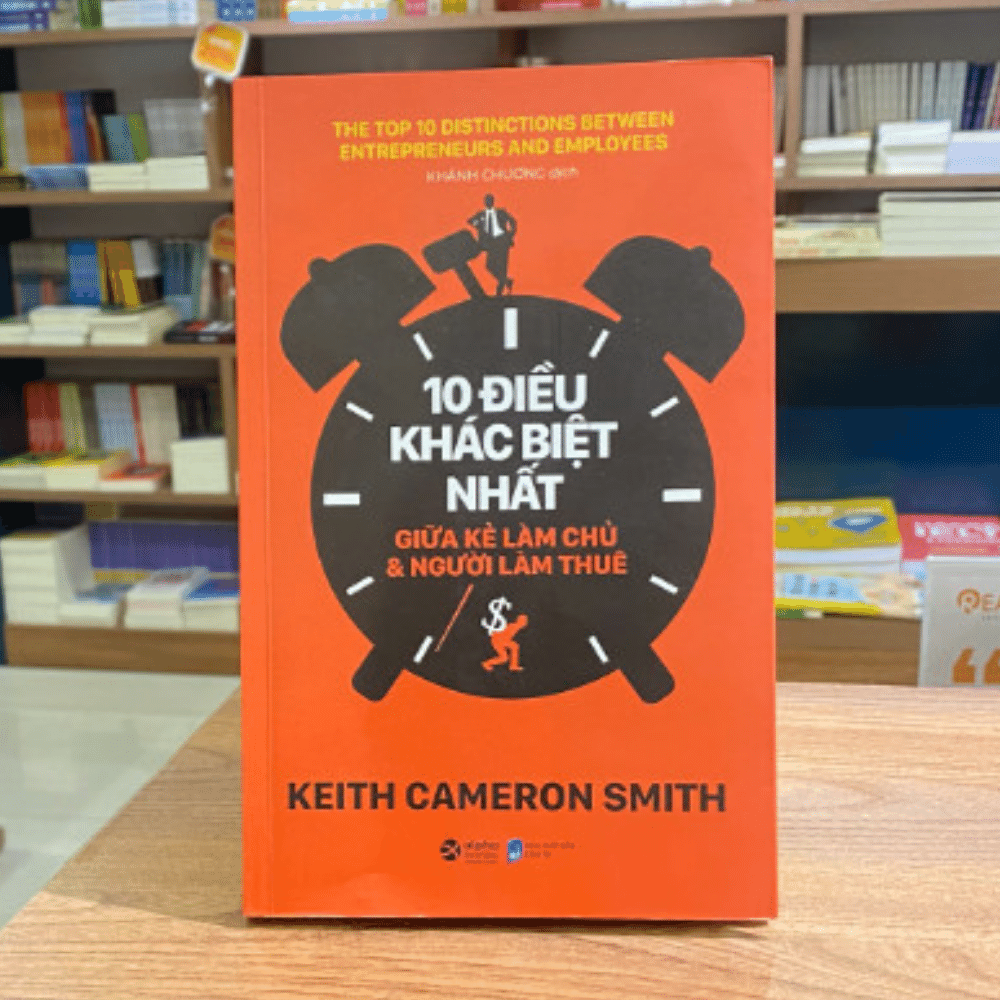 THE TOP 10 DISTINCTIONS BETWEEN
ENTREPRENEURS AND EMPLOYEES
KHÁNH CHƯƠNG dịch
10 ĐIỀU
KHÁC BIỆT
NHẤT
GIỮA KẺ LÀM CHỦ
& NGƯỜI LÀM THUÊ
$
KEITH CAMERON SMITH
alpha